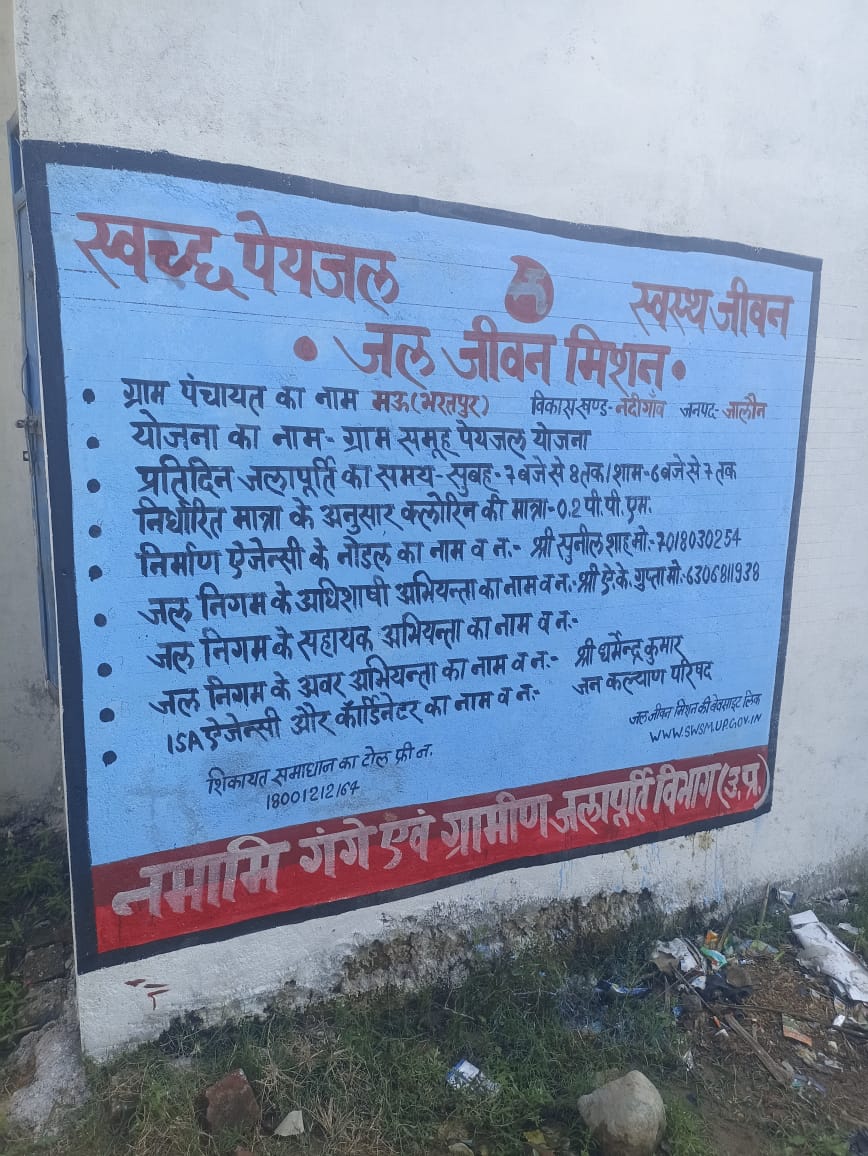 स्वच्छ पेयजल स्वस्थ जीवन
• जल जीवन मिशन •
• ग्राम पंचायत का नाम मऊ(भरतपुर) विकासखण्ड-नदीगाँव जनपद-जालौन
• योजना का नाम- ग्राम समूह पेयजल योजना
• प्रतिदिन जलापूर्ति का समय- सुबह-7 बजे से 8 तक/शाम-6 बजे से 7 तक
• निर्धारित मात्रा के अनुसार क्लोरिन की मात्रा-0.2 पी.पी.एम.
• निर्माण ऐजेन्सी के नोडल का नाम व न:- श्री सुनील शाह मो:-7018030254
• जल निगम के अधिशाषी अभियन्ता का नाम व न:-श्री ऐ.के. गुप्ता मो:-6306811938
• जल निगम के सहायक अभियन्ता का नाम व न:-
• जल निगम के अवर अभियन्ता का नाम व न:- श्री धर्मेन्द्र कुमार
• ISA ऐजेन्सी और कॉर्डिनेटर का नाम व न:- जन कल्याण परिषद
शिकायत समाधान का टोल फ्री न.
18001212164
जल जीवन मिशन की वेबसाइट लिंक
WWW.SWSM.UP.GOV.IN
नमामि गंगे एवं ग्रामीण जलापूर्ति विभाग (उ.प्र.)